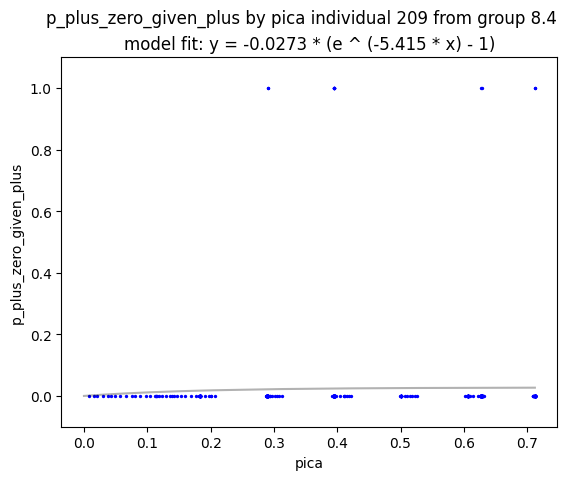 p_plus_zero_given_plus by pica individual 209 from group 8.4
model fit: y = -0.0273 * (e ^ (-5.415 * x) - 1)
1.0
0.8
0.6
0.4
0.2
0.0
p_plus_zero_given_plus
0.0 0.1 0.2 0.3 0.4 0.5 0.6 0.7
pica